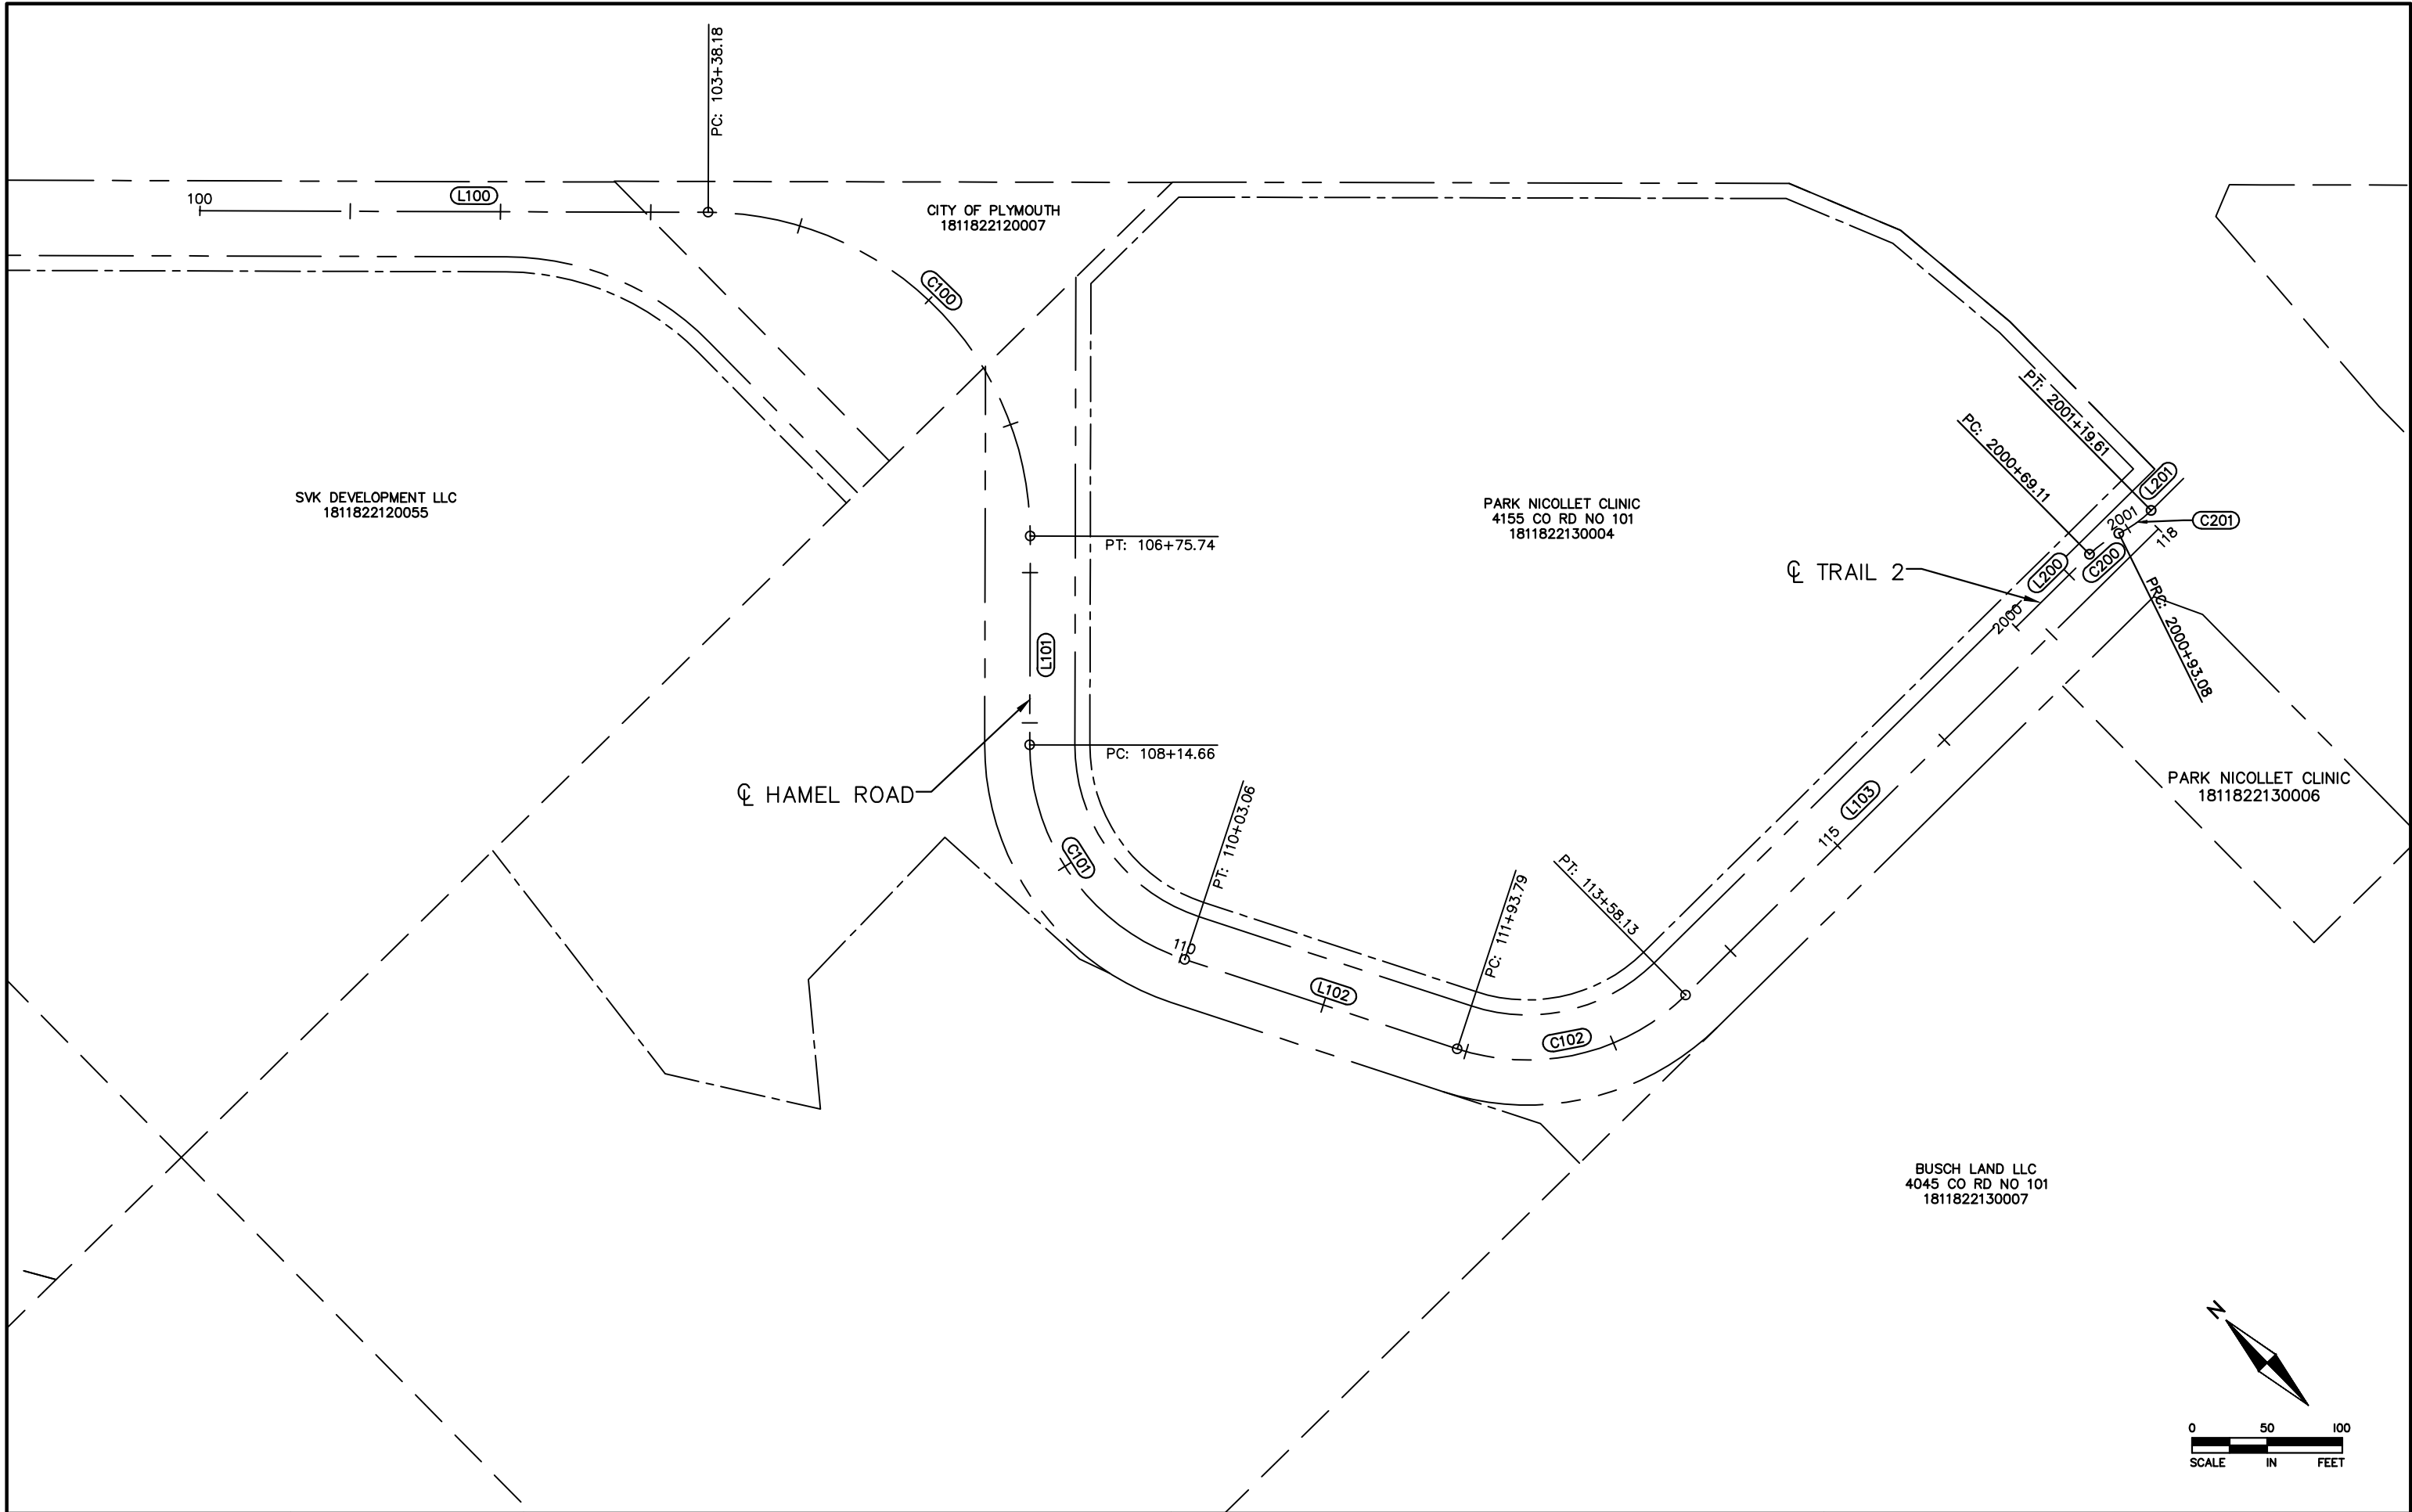 PC: 103+38.18
100
L100
CITY OF PLYMOUTH
1811822120007
C100
SVK DEVELOPMENT LLC
1811822120055
PARK NICOLLET CLINIC
4155 CO RD NO 101
1811822130004
PT: 2001+19.61
PC: 2000+69.11
L201
2001
C201
118
C200
L200
PT: 106+75.74
℄ TRAIL 2
2000
PRC: 2000+93.08
L101
PC: 108+14.66
℄ HAMEL ROAD
PARK NICOLLET CLINIC
1811822130006
L103
115
C101
PT: 110+03.06
110
PC: 111+93.79
PT: 113+58.13
L102
C102
BUSCH LAND LLC
4045 CO RD NO 101
1811822130007
N
0 50 100
SCALE IN FEET